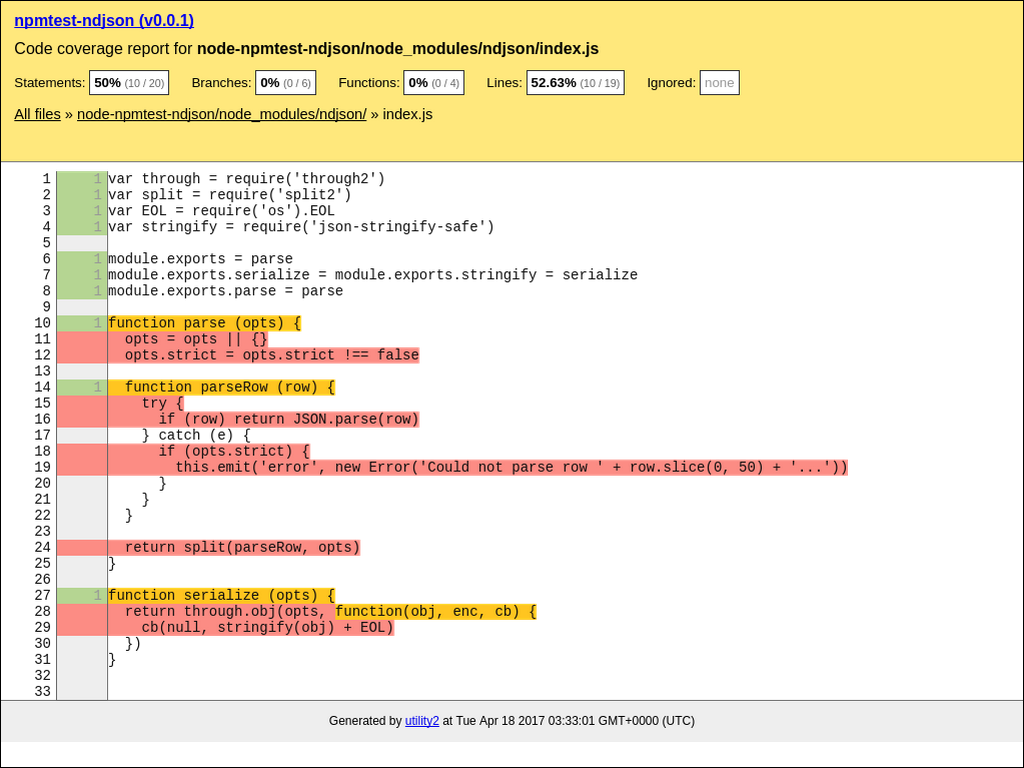 npmtest-ndjson (v0.0.1)
Code coverage report for node-npmtest-ndjson/node_modules/ndjson/index.js
Statements: 50% (10 / 20) Branches: 0% (0 / 6) Functions: 0% (0 / 4) Lines: 52.63% (10 / 19) Ignored: none
All files » node-npmtest-ndjson/node_modules/ndjson/ » index.js
1 1 var through = require('through2')
2 1 var split = require('split2')
3 1 var EOL = require('os').EOL
4 1 var stringify = require('json-stringify-safe')
5
6 1 module.exports = parse
7 1 module.exports.serialize = module.exports.stringify = serialize
8 1 module.exports.parse = parse
9
10 1 function parse (opts) {
11   opts = opts || {}
12   opts.strict = opts.strict !== false
13
14 1   function parseRow (row) {
15     try {
16       if (row) return JSON.parse(row)
17     } catch (e) {
18       if (opts.strict) {
19         this.emit('error', new Error('Could not parse row ' + row.slice(0, 50) + '...'))
20       }
21     }
22   }
23
24   return split(parseRow, opts)
25 }
26
27 1 function serialize (opts) {
28   return through.obj(opts, function(obj, enc, cb) {
29     cb(null, stringify(obj) + EOL)
30   })
31 }
32
33
Generated by utility2 at Tue Apr 18 2017 03:33:01 GMT+0000 (UTC)